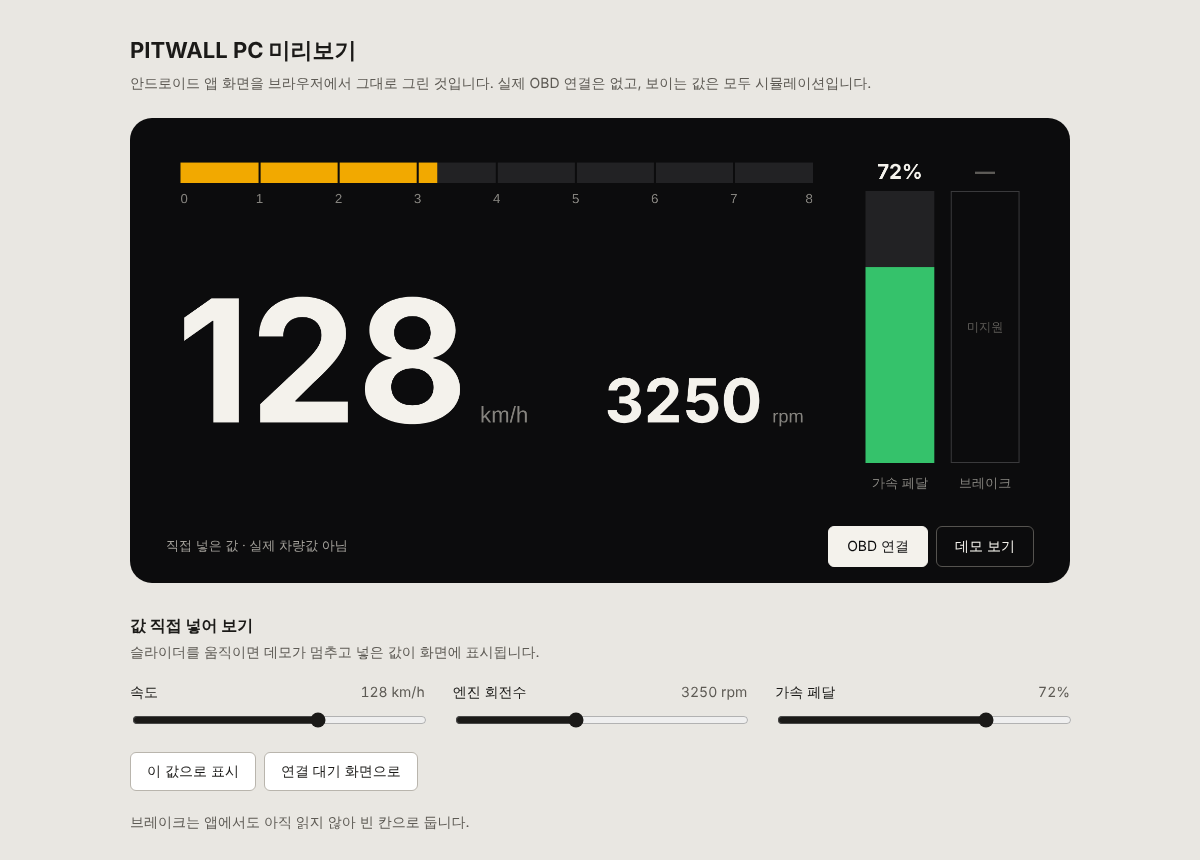 PITWALL PC 미리보기
안드로이드 앱 화면을 브라우저에서 그대로 그린 것입니다. 실제 OBD 연결은 없고, 보이는 값은 모두 시뮬레이션입니다.
72% —
0 1 2 3 4 5 6 7 8
미지원
128 km/h 3250 rpm
가속 페달 브레이크
직접 넣은 값 · 실제 차량값 아님 OBD 연결 데모 보기
값 직접 넣어 보기
슬라이더를 움직이면 데모가 멈추고 넣은 값이 화면에 표시됩니다.
속도 128 km/h 엔진 회전수 3250 rpm 가속 페달 72%
이 값으로 표시 연결 대기 화면으로
브레이크는 앱에서도 아직 읽지 않아 빈 칸으로 둡니다.